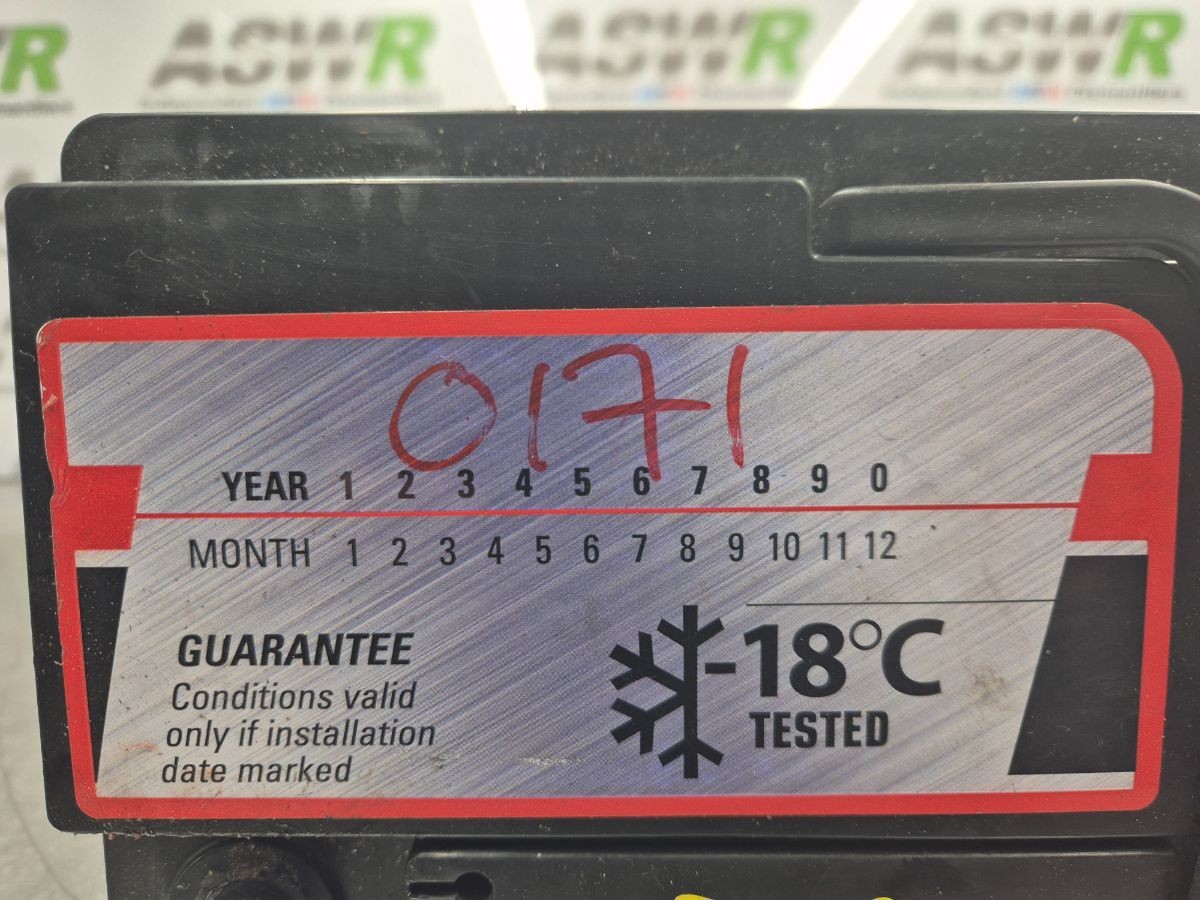 ASWR ASWR ASWR
0171
YEAR 1 2 3 4 5 6 7 8 9 0
MONTH 1 2 3 4 5 6 7 8 9 10 11 12
GUARANTEE
Conditions valid
only if installation
date marked
-18°C
TESTED